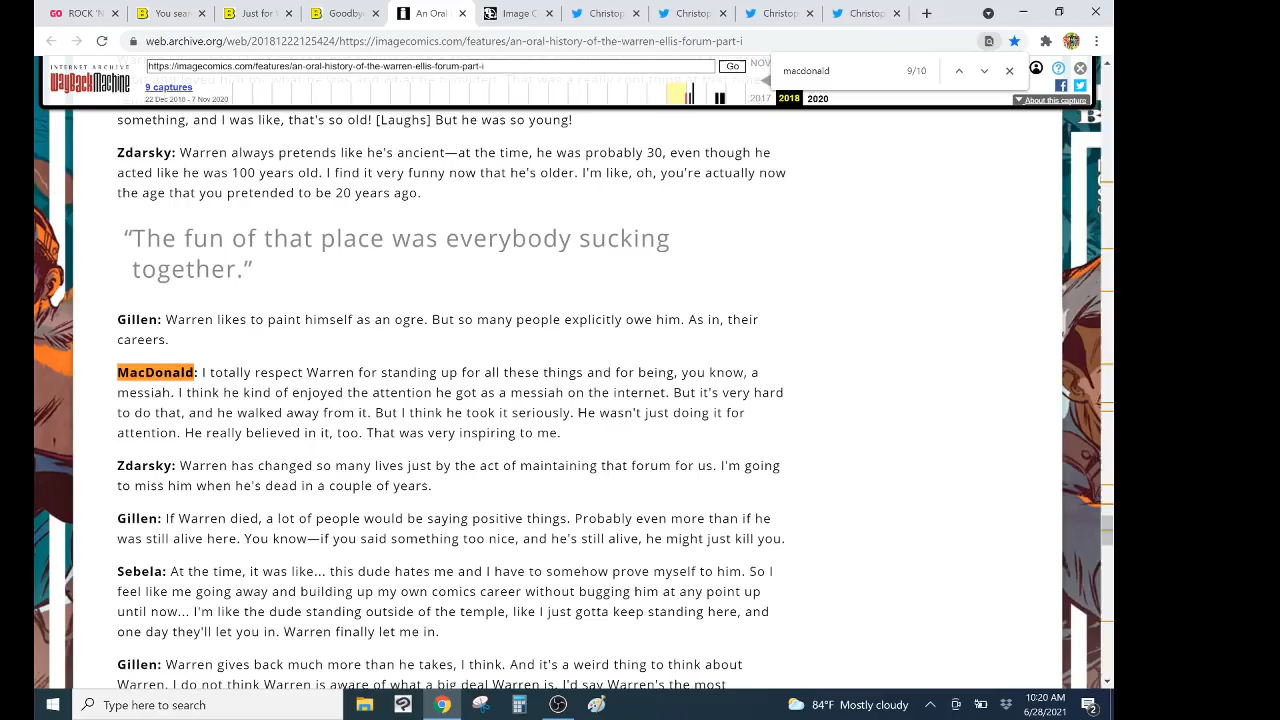 ROCK 'N
You sear
Just for
Goodby
An Oral
Image C
Christop
Christop
Christop
Christop
web.archive.org/web/20181222125424/https://imagecomics.com/features/an-oral-history-of-the-warren-ellis-forum-part-i
macdonald 9/10
INTERNET ARCHIVE
WayBackMachine
https://imagecomics.com/features/an-oral-history-of-the-warren-ellis-forum-part-i
Go
NOV
9 captures
22 Dec 2018 - 7 Nov 2020
2017 2018 2020
About this capture
something, and I was like, that's so old! [Laughs] But he was so young!
Zdarsky: Warren always pretends like he's ancient—at the time, he was probably 30, even though he
acted like he was 100 years old. I find it very funny now that he's older. I'm like, oh, you're actually now
the age that you pretended to be 20 years ago.
“The fun of that place was everybody sucking
together.”
Gillen: Warren likes to paint himself as an ogre. But so many people explicitly owe him. As in, their
careers.
MacDonald: I totally respect Warren for standing up for all these things and for being, you know, a
messiah. I think he kind of enjoyed the attention he got as a messiah on the internet. But it's very hard
to do that, and he walked away from it. But I think he took it seriously. He wasn't just doing it for
attention. He really believed in it, too. That was very inspiring to me.
Zdarsky: Warren has changed so many lives just by the act of maintaining that forum for us. I'm going
to miss him when he's dead in a couple of years.
Gillen: If Warren died, a lot of people would be saying positive things. Probably even more than if he
was still alive here. You know—if you said something too nice, and he's still alive, he might just kill you.
Sebela: At the time, it was like... this dude hates me and I have to somehow prove myself to him. So I
feel like me going away and building up my own comics career without bugging him at any point up
until now... I'm like the dude standing outside of the temple, like I just gotta keep standing here, and
one day they'll let you in. Warren finally let me in.
Gillen: Warren gives back much more than he takes, I think. And it's a weird thing to think about
Warren. I do not think Warren is aware of what a big deal Warren is. I'd say Warren's the most
Type here to search
84°F Mostly cloudy
10:20 AM
6/28/2021
2